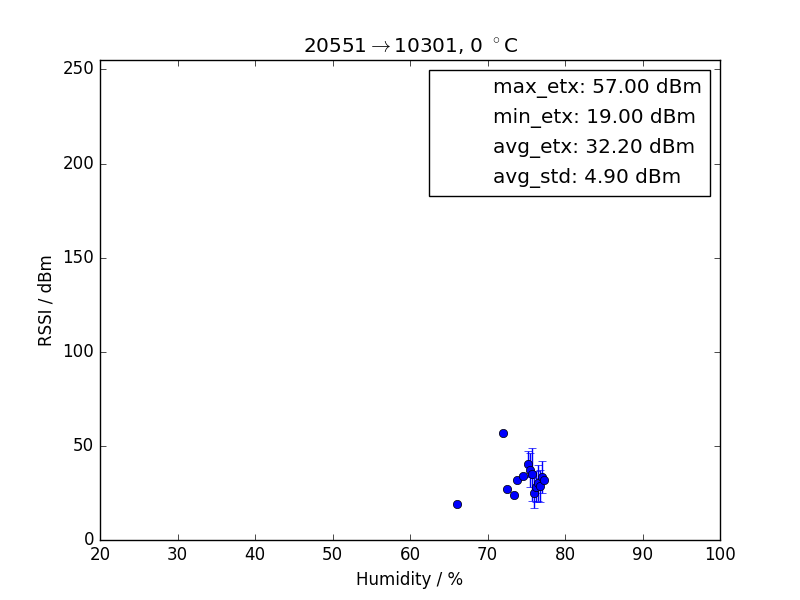 20551→10301, 0 °C
max_etx: 57.00 dBm
min_etx: 19.00 dBm
avg_etx: 32.20 dBm
avg_std: 4.90 dBm
RSSI / dBm
250
200
150
100
50
0
20 30 40 50 60 70 80 90 100
Humidity / %